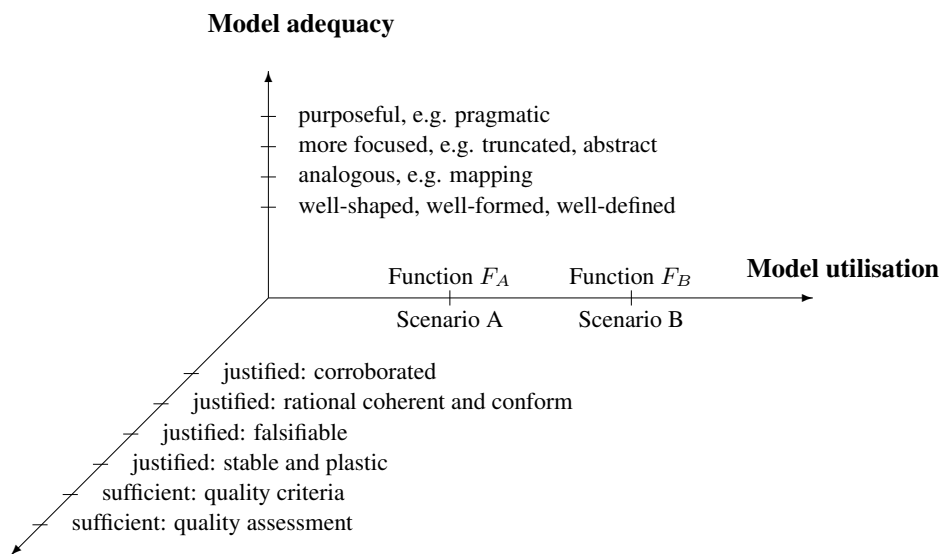 Model adequacy
purposeful, e.g. pragmatic
more focused, e.g. truncated, abstract
analogous, e.g. mapping
well-shaped, well-formed, well-defined
Function F_A
Function F_B
Model utilisation
Scenario A
Scenario B
justified: corroborated
justified: rational coherent and conform
justified: falsifiable
justified: stable and plastic
sufficient: quality criteria
sufficient: quality assessment